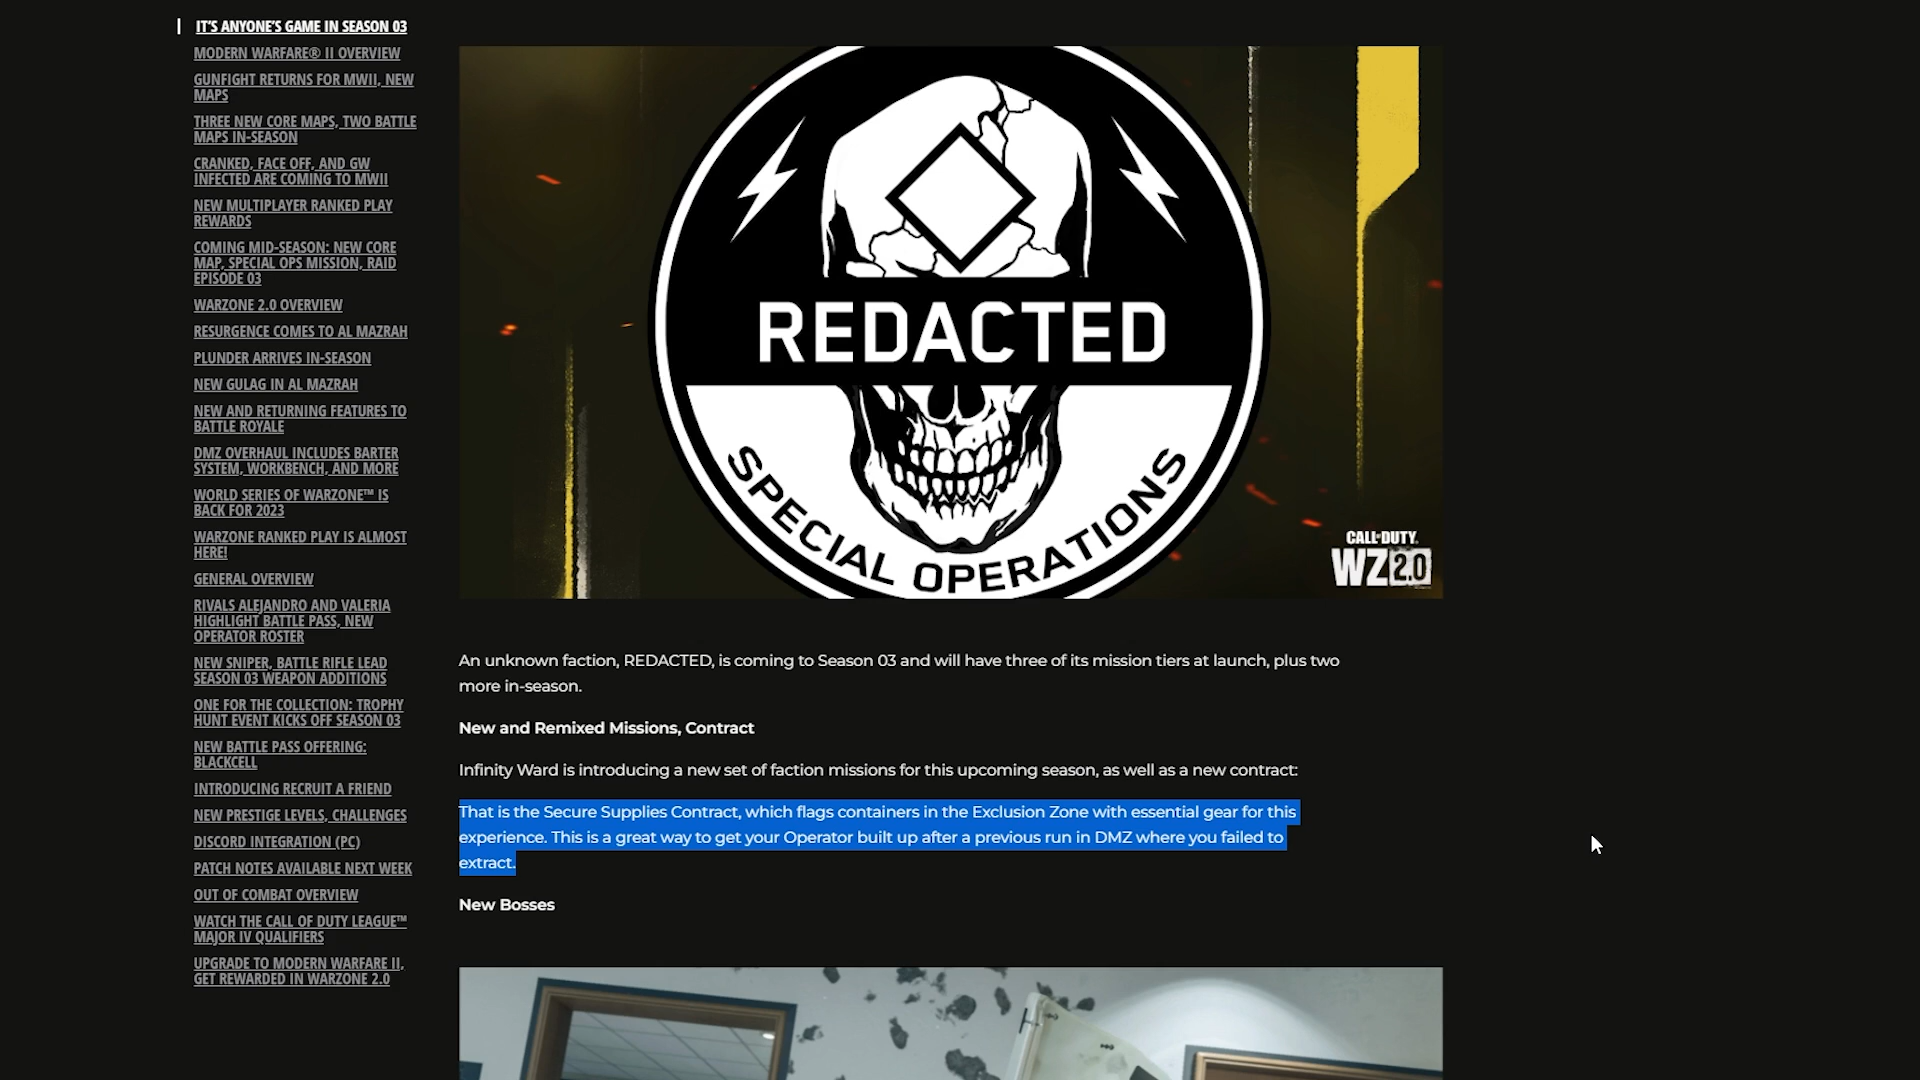 IT'S ANYONE'S GAME IN SEASON 03
MODERN WARFARE® II OVERVIEW
GUNFIGHT RETURNS FOR MWII, NEW
MAPS
THREE NEW CORE MAPS, TWO BATTLE
MAPS IN-SEASON
CRANKED, FACE OFF, AND GW
INFECTED ARE COMING TO MWII
NEW MULTIPLAYER RANKED PLAY
REWARDS
COMING MID-SEASON: NEW CORE
MAP, SPECIAL OPS MISSION, RAID
EPISODE 03
WARZONE 2.0 OVERVIEW
RESURGENCE COMES TO AL MAZRAH
PLUNDER ARRIVES IN-SEASON
NEW GULAG IN AL MAZRAH
NEW AND RETURNING FEATURES TO
BATTLE ROYALE
DMZ OVERHAUL INCLUDES BARTER
SYSTEM, WORKBENCH, AND MORE
WORLD SERIES OF WARZONE™ IS
BACK FOR 2023
WARZONE RANKED PLAY IS ALMOST
HERE!
GENERAL OVERVIEW
RIVALS ALEJANDRO AND VALERIA
HIGHLIGHT BATTLE PASS, NEW
OPERATOR ROSTER
NEW SNIPER, BATTLE RIFLE LEAD
SEASON 03 WEAPON ADDITIONS
ONE FOR THE COLLECTION: TROPHY
HUNT EVENT KICKS OFF SEASON 03
NEW BATTLE PASS OFFERING:
BLACKCELL
INTRODUCING RECRUIT A FRIEND
NEW PRESTIGE LEVELS, CHALLENGES
DISCORD INTEGRATION (PC)
PATCH NOTES AVAILABLE NEXT WEEK
OUT OF COMBAT OVERVIEW
WATCH THE CALL OF DUTY LEAGUE™
MAJOR IV QUALIFIERS
UPGRADE TO MODERN WARFARE II,
GET REWARDED IN WARZONE 2.0
REDACTED
SPECIAL OPERATIONS
CALL OF DUTY
WZ 2.0
An unknown faction, REDACTED, is coming to Season 03 and will have three of its mission tiers at launch, plus two
more in-season.
New and Remixed Missions, Contract
Infinity Ward is introducing a new set of faction missions for this upcoming season, as well as a new contract:
That is the Secure Supplies Contract, which flags containers in the Exclusion Zone with essential gear for this
experience. This is a great way to get your Operator built up after a previous run in DMZ where you failed to
extract.
New Bosses